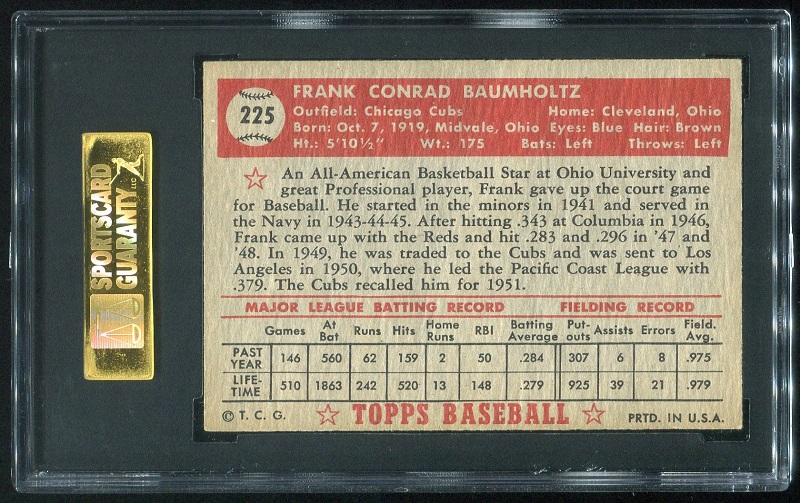 SPORTSCARD
GUARANTY LLC
225
FRANK CONRAD BAUMHOLTZ
Outfield: Chicago Cubs Home: Cleveland, Ohio
Born: Oct. 7, 1919, Midvale, Ohio Eyes: Blue Hair: Brown
Ht.: 5'10½" Wt.: 175 Bats: Left Throws: Left
An All-American Basketball Star at Ohio University and
great Professional player, Frank gave up the court game
for Baseball. He started in the minors in 1941 and served in
the Navy in 1943-44-45. After hitting .343 at Columbia in 1946,
Frank came up with the Reds and hit .283 and .296 in '47 and
'48. In 1949, he was traded to the Cubs and was sent to Los
Angeles in 1950, where he led the Pacific Coast League with
.379. The Cubs recalled him for 1951.
MAJOR LEAGUE BATTING RECORD FIELDING RECORD
Games At Bat Runs Hits Home Runs RBI Batting Average Put-outs Assists Errors Field. Avg.
PAST YEAR 146 560 62 159 2 50 .284 307 6 8 .975
LIFE-TIME 510 1863 242 520 13 148 .279 925 39 21 .979
© T. C. G. TOPPS BASEBALL PRTD. IN U.S.A.